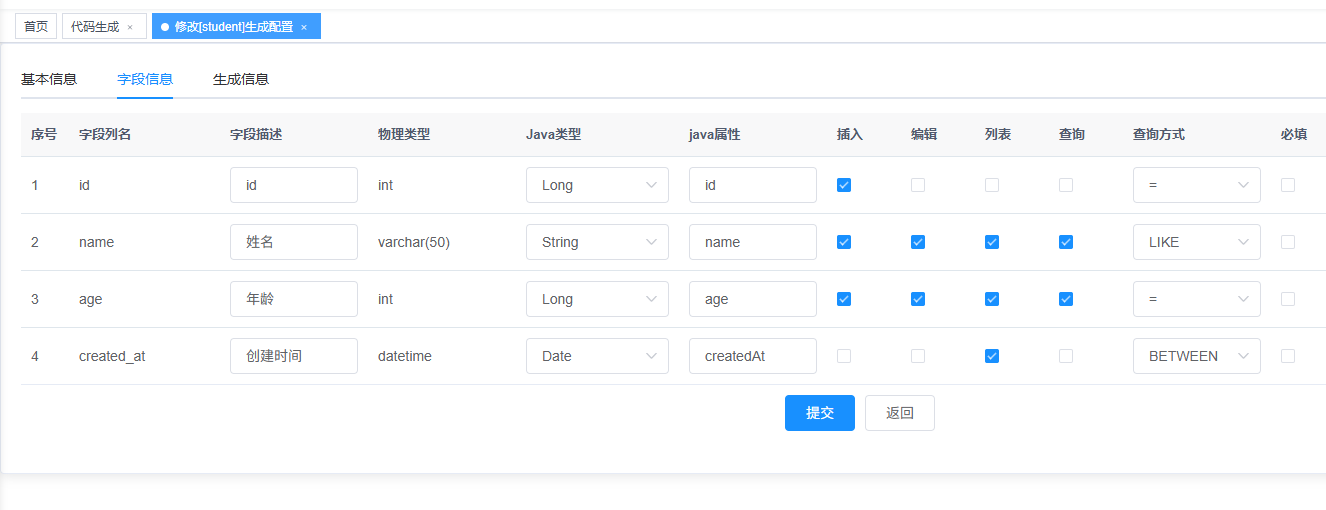 首页 代码生成 × 修改[student]生成配置 ×
基本信息 字段信息 生成信息
序号 字段列名 字段描述 物理类型 Java类型 java属性 插入 编辑 列表 查询 查询方式 必填
1 id id int Long id =
2 name 姓名 varchar(50) String name LIKE
3 age 年龄 int Long age =
4 created_at 创建时间 datetime Date createdAt BETWEEN
提交 返回